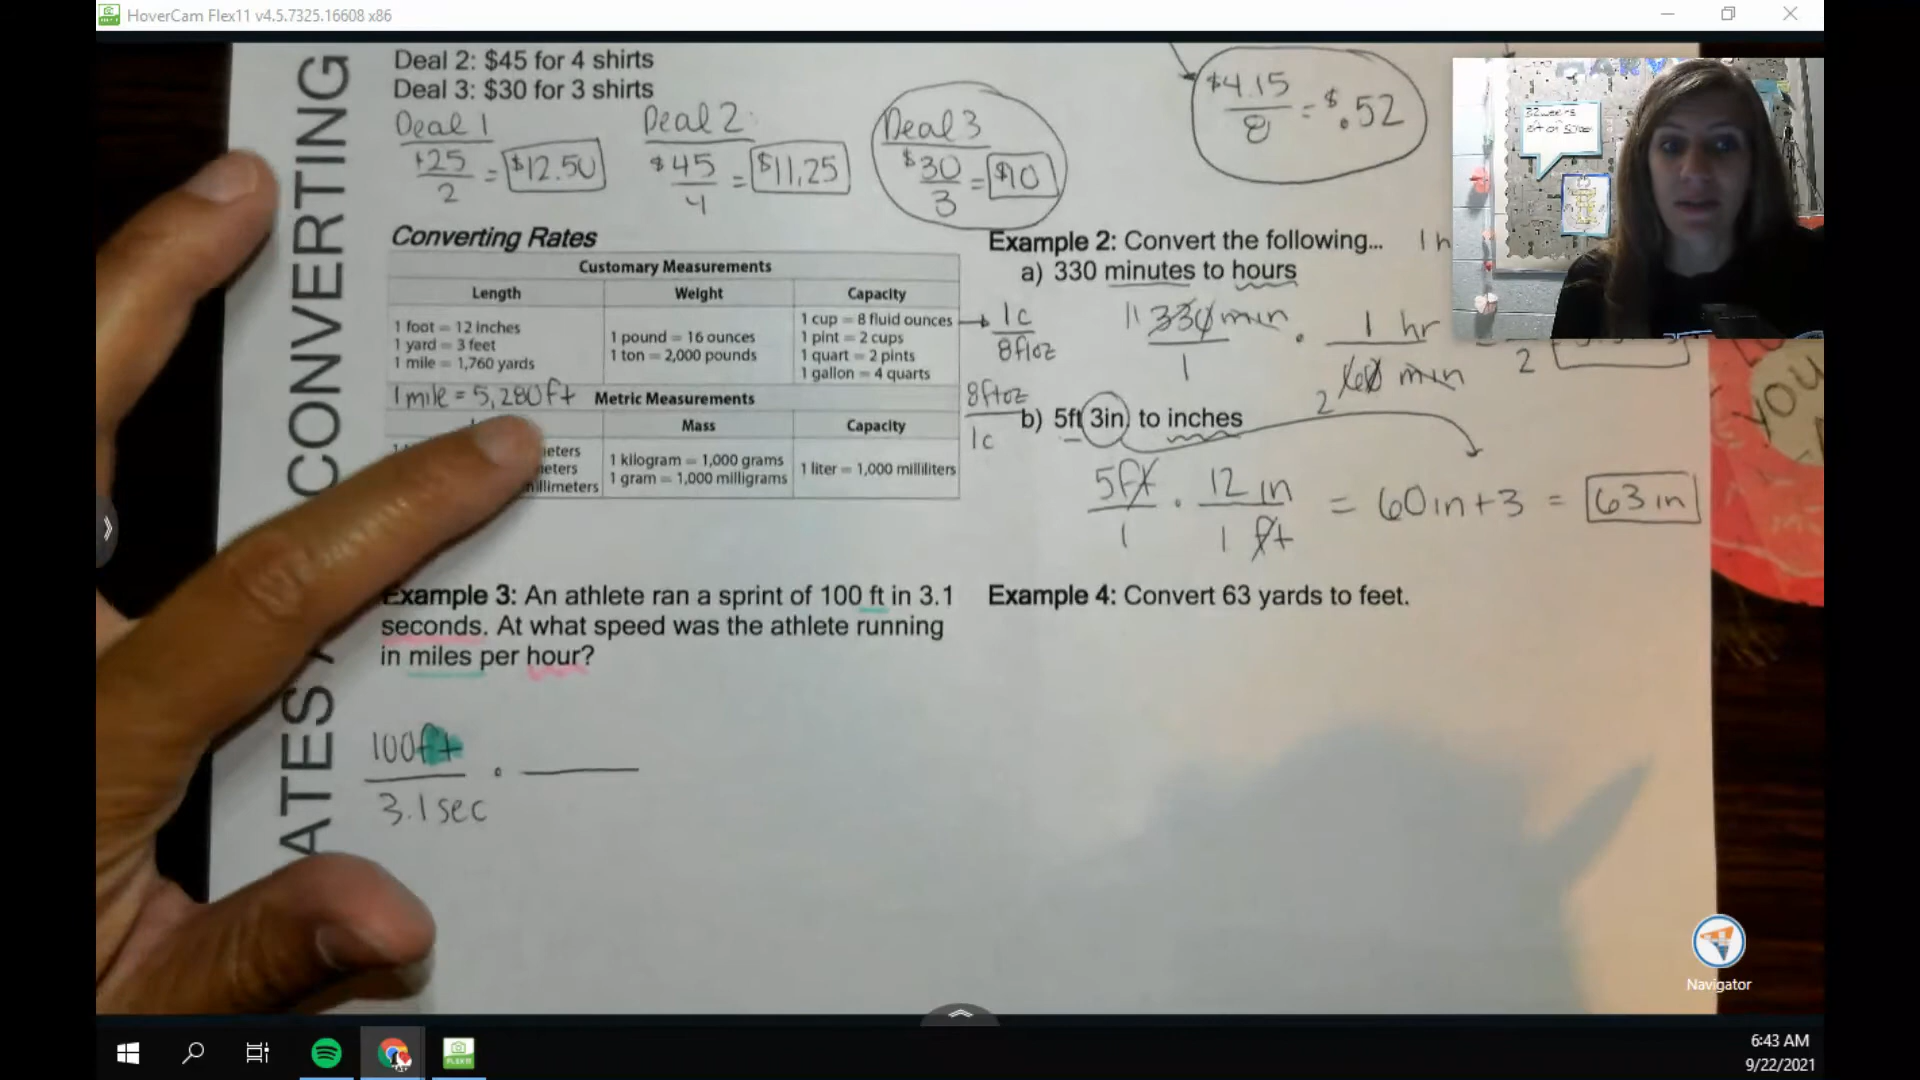 HoverCam Flex11 v4.5.7325.16608 x86
CONVERTING
Deal 2: $45 for 4 shirts
Deal 3: $30 for 3 shirts
Deal 1
$25/2 = $12.50
Deal 2
$45/4 = $11.25
Deal 3
$30/3 = $10
$4.15/8 = $.52
Converting Rates
Customary Measurements
Length Weight Capacity
1 foot = 12 inches
1 yard = 3 feet
1 mile = 1,760 yards
1 pound = 16 ounces
1 ton = 2,000 pounds
1 cup = 8 fluid ounces
1 pint = 2 cups
1 quart = 2 pints
1 gallon = 4 quarts
1c/8floz
8floz/1c
1 mile = 5,280ft
Metric Measurements
Mass Capacity
1 kilogram = 1,000 grams
1 gram = 1,000 milligrams
1 liter = 1,000 milliliters
Example 2: Convert the following...
a) 330 minutes to hours
11 330 min/1 · 1 hr/60 min 2
2
b) 5ft 3in to inches
5ft/1 · 12 in/1 ft = 60in+3 = 63 in
Example 3: An athlete ran a sprint of 100 ft in 3.1
seconds. At what speed was the athlete running
in miles per hour?
100ft/3.1sec ·
Example 4: Convert 63 yards to feet.
YOU
Navigator
6:43 AM
9/22/2021